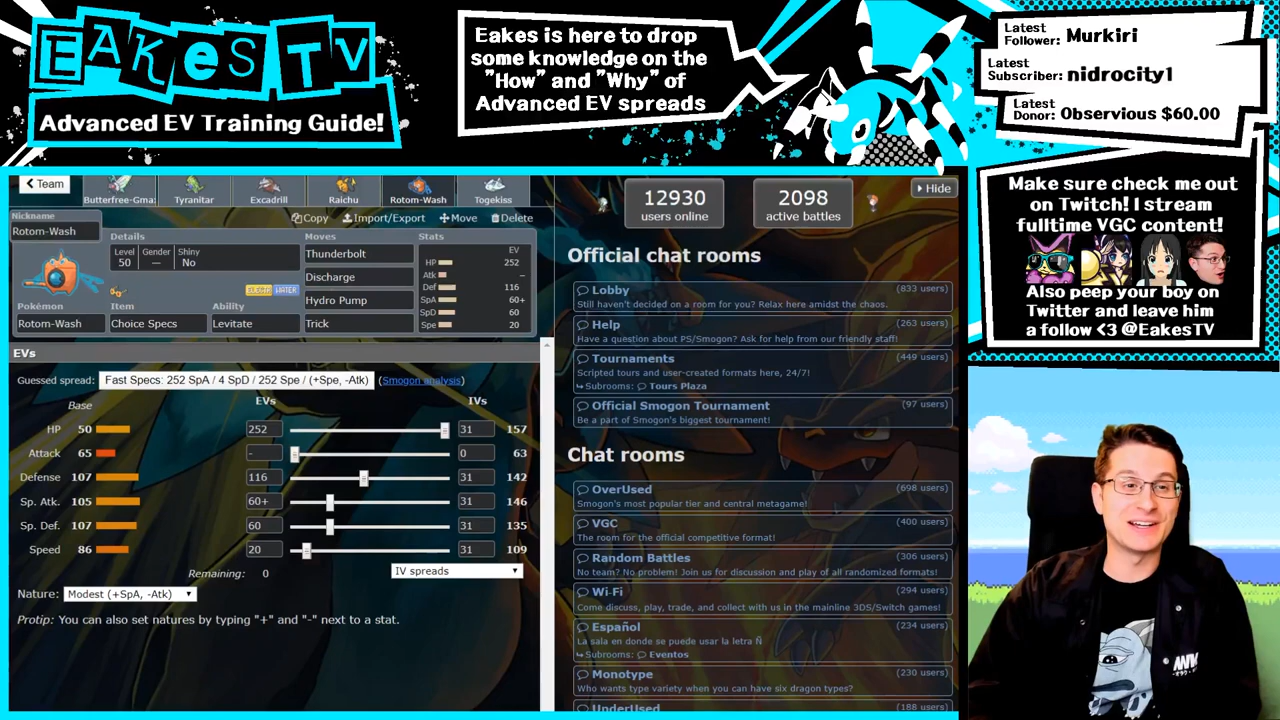 EAKES TV
Advanced EV Training Guide!
Eakes is here to drop
some knowledge on the
"How" and "Why" of
Advanced EV spreads
Latest
Follower: Murkiri
Latest
Subscriber: nidrocity1
Latest
Donor: Observious $60.00
Make sure check me out
on Twitch! I stream
fulltime VGC content!
Also peep your boy on
Twitter and leave him
a follow <3 @EakesTV
Team
Butterfree-Gma
Tyranitar
Excadrill
Raichu
Rotom-Wash
Togekiss
Copy
Import/Export
Move
Delete
Nickname
Rotom-Wash
Details
Level
50
Gender
—
Shiny
No
ELECTR WATER
Pokémon
Rotom-Wash
Item
Choice Specs
Ability
Levitate
Moves
Thunderbolt
Discharge
Hydro Pump
Trick
Stats
EV
HP 252
Atk –
Def 116
SpA 60+
SpD 60
Spe 20
EVs
Guessed spread: Fast Specs: 252 SpA / 4 SpD / 252 Spe / (+Spe, -Atk) (Smogon analysis)
Base EVs IVs
HP 50 252 31 157
Attack 65 - 0 63
Defense 107 116 31 142
Sp. Atk. 105 60+ 31 146
Sp. Def. 107 60 31 135
Speed 86 20 31 109
Remaining: 0
IV spreads
Nature: Modest (+SpA, -Atk)
Protip: You can also set natures by typing "+" and "-" next to a stat.
12930
users online
2098
active battles
Hide
Official chat rooms
Lobby (833 users)
Still haven't decided on a room for you? Relax here amidst the chaos.
Help (263 users)
Have a question about PS/Smogon? Ask for help from our friendly staff!
Tournaments (449 users)
Scripted tours and user-created formats here, 24/7!
Subrooms: Tours Plaza
Official Smogon Tournament (97 users)
Be a part of Smogon's biggest tournament!
Chat rooms
OverUsed (698 users)
Smogon's most popular tier and central metagame!
VGC (400 users)
The room for the official competitive format!
Random Battles (306 users)
No team? No problem! Join us for discussion and play of all randomized formats!
Wi-Fi (294 users)
Come discuss, play, trade, and collect with us in the mainline 3DS/Switch games!
Español (234 users)
La sala en donde se puede usar la letra Ñ
Subrooms: Eventos
Monotype (230 users)
Who wants type variety when you can have six dragon types?
UnderUsed (188 users)